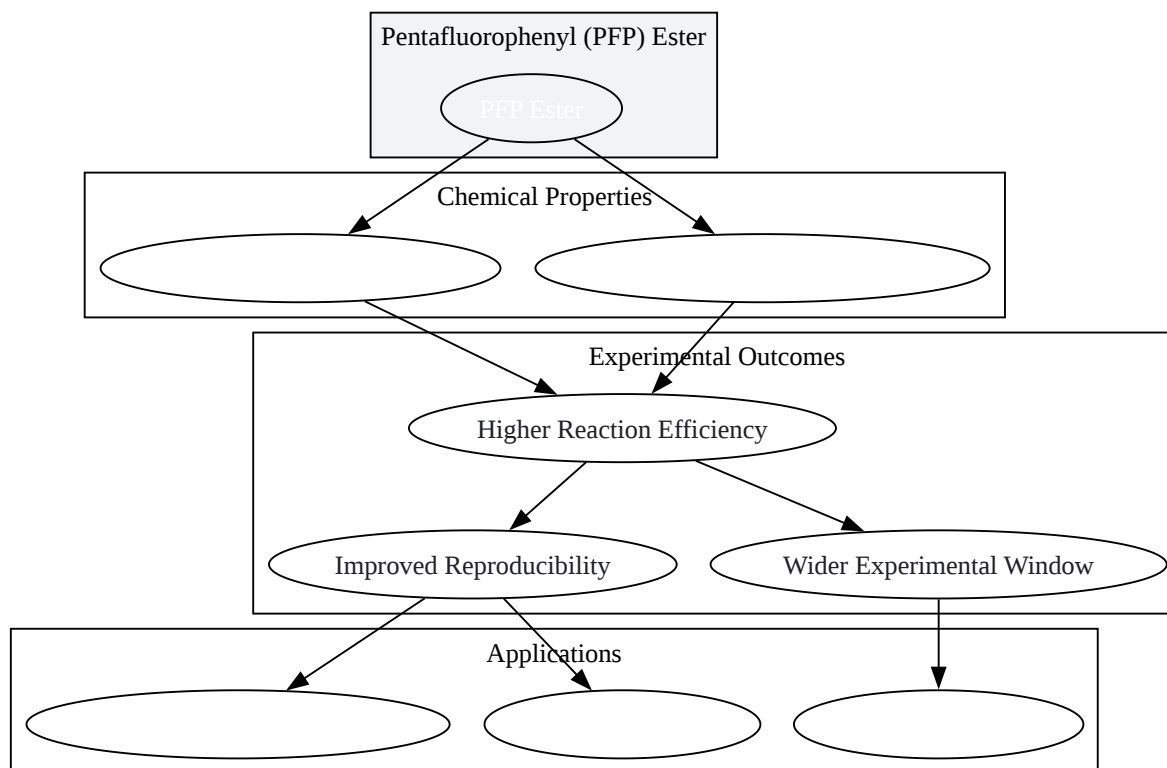 Pentafluorophenyl (PFP) Ester
PFP Ester
Chemical Properties
Experimental Outcomes
Higher Reaction Efficiency
Improved Reproducibility
Wider Experimental Window
Applications